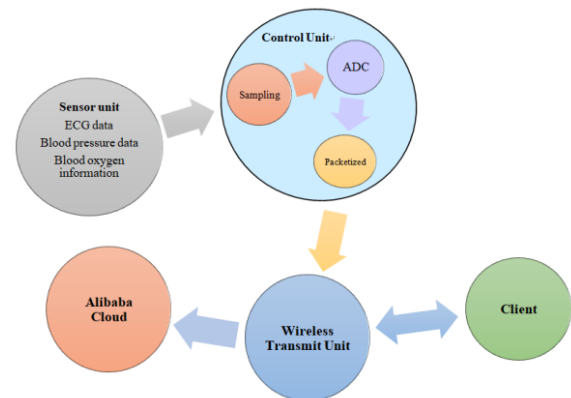 Control Unit
ADC
Sampling
Packetized
Sensor unit
ECG data
Blood pressure data
Blood oxygen
information
Alibaba
Cloud
Wireless
Transmit Unit
Client